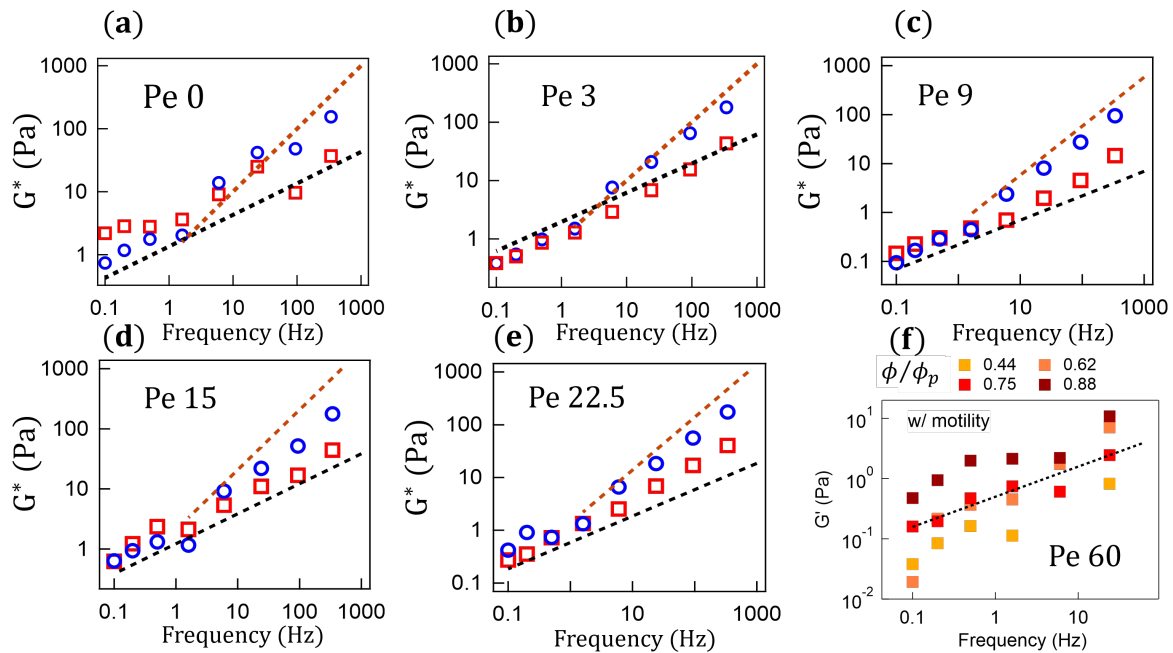 (a)
1000
100
10
1
G* (Pa)
Pe 0
0.1 1 10 100 1000
Frequency (Hz)
(b)
1000
100
10
1
G* (Pa)
Pe 3
0.1 1 10 100 1000
Frequency (Hz)
(c)
1000
100
10
1
0.1
G* (Pa)
Pe 9
0.1 10 1000
Frequency (Hz)
(d)
1000
100
10
1
G* (Pa)
Pe 15
0.1 1 10 100 1000
Frequency (Hz)
(e)
1000
100
10
1
0.1
G* (Pa)
Pe 22.5
0.1 1 10 100 1000
Frequency (Hz)
(f)
ϕ/ϕp
0.44 0.62
0.75 0.88
w/ motility
10¹
10⁰
10⁻¹
10⁻²
G' (Pa)
Pe 60
0.1 1 10
Frequency (Hz)